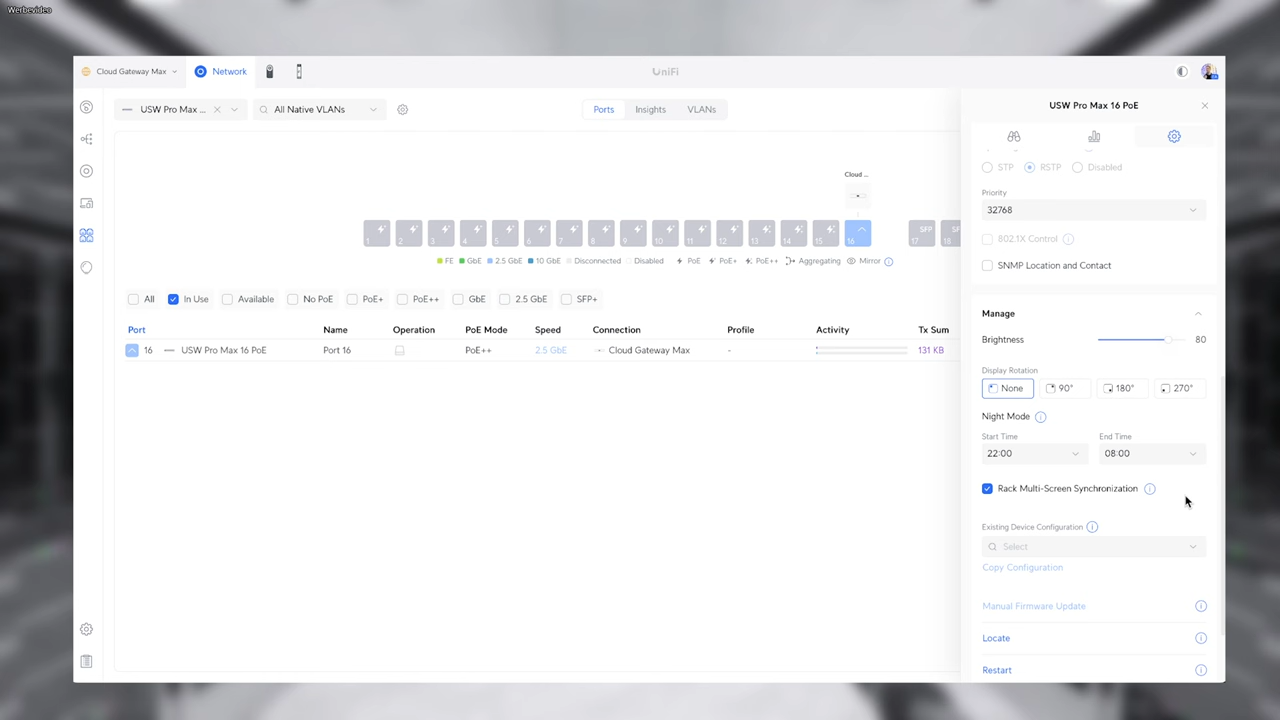 Werbevideo
Cloud Gateway Max
Network
UniFi
USW Pro Max ...
All Native VLANs
Ports
Insights
VLANs
USW Pro Max 16 PoE
STP
RSTP
Disabled
Priority
32768
802.1X Control
SNMP Location and Contact
Cloud ...
1 2 3 4 5 6 7 8 9 10 11 12 13 14 15 16 SFP 17 SF 18
FE GbE 2.5 GbE 10 GbE Disconnected Disabled PoE PoE+ PoE++ Aggregating Mirror
All In Use Available No PoE PoE+ PoE++ GbE 2.5 GbE SFP+
Port Name Operation PoE Mode Speed Connection Profile Activity Tx Sum
16 USW Pro Max 16 PoE Port 16 PoE++ 2.5 GbE Cloud Gateway Max - 131 KB
Manage
Brightness 80
Display Rotation
None 90° 180° 270°
Night Mode
Start Time End Time
22:00 08:00
Rack Multi-Screen Synchronization
Existing Device Configuration
Select
Copy Configuration
Manual Firmware Update
Locate
Restart